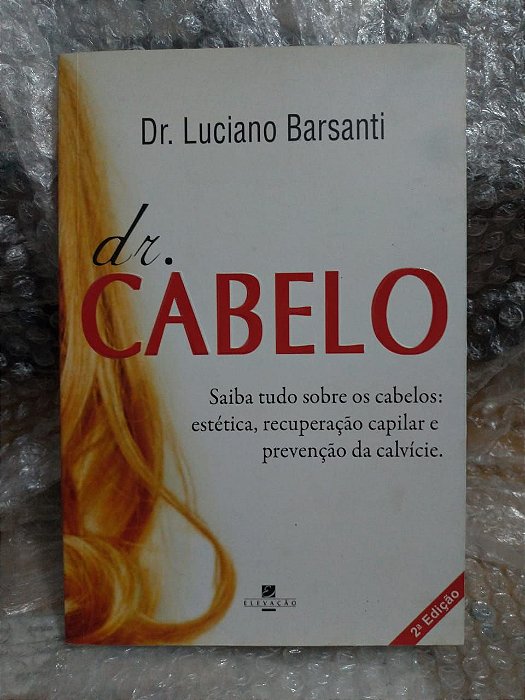 Dr. Luciano Barsanti
dr.
CABELO
Saiba tudo sobre os cabelos:
estética, recuperação capilar e
prevenção da calvície.
ELEVAÇÃO
2ª Edição